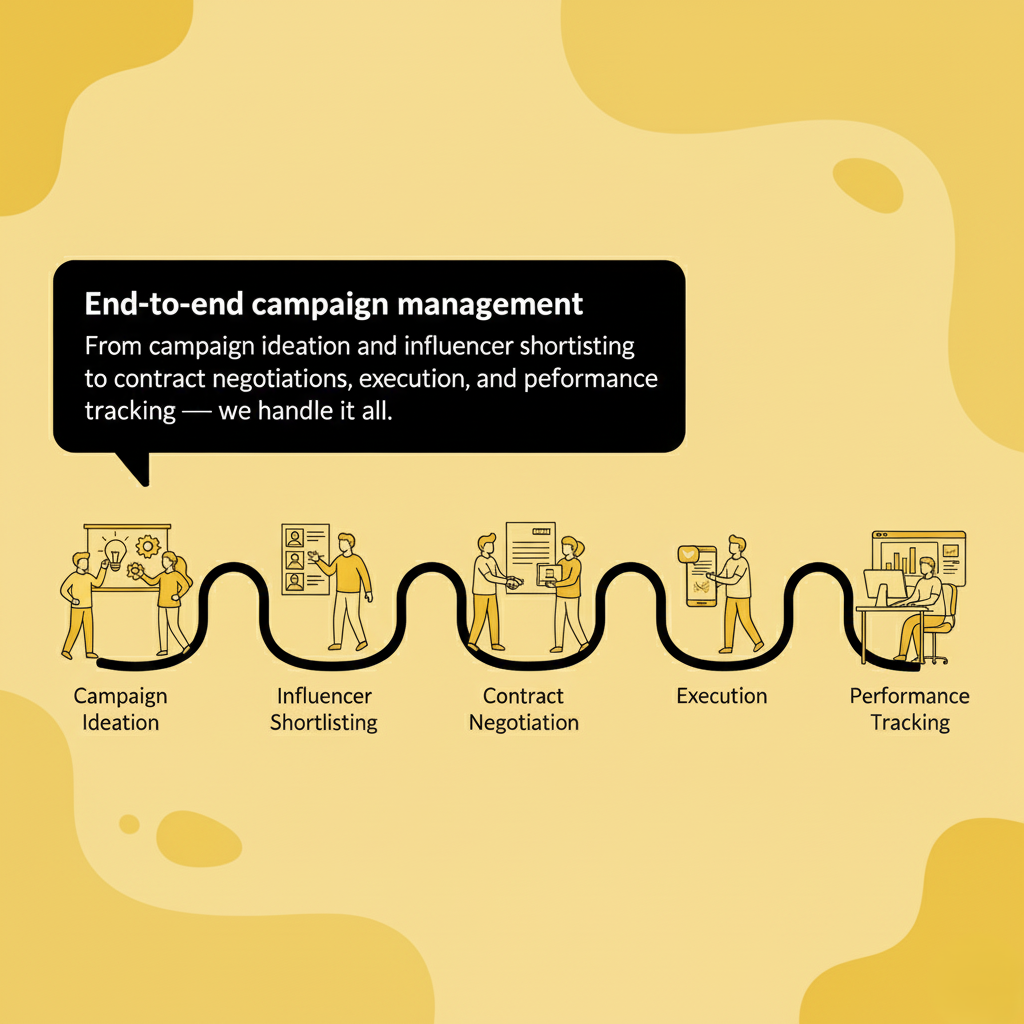 End-to-end campaign management
From campaign ideation and influencer shortisting
to contract negotiations, execution, and peformance
tracking — we handle it all.
Campaign
Ideation
Influencer
Shortlisting
Contract
Negotiation
Execution
Performance
Tracking